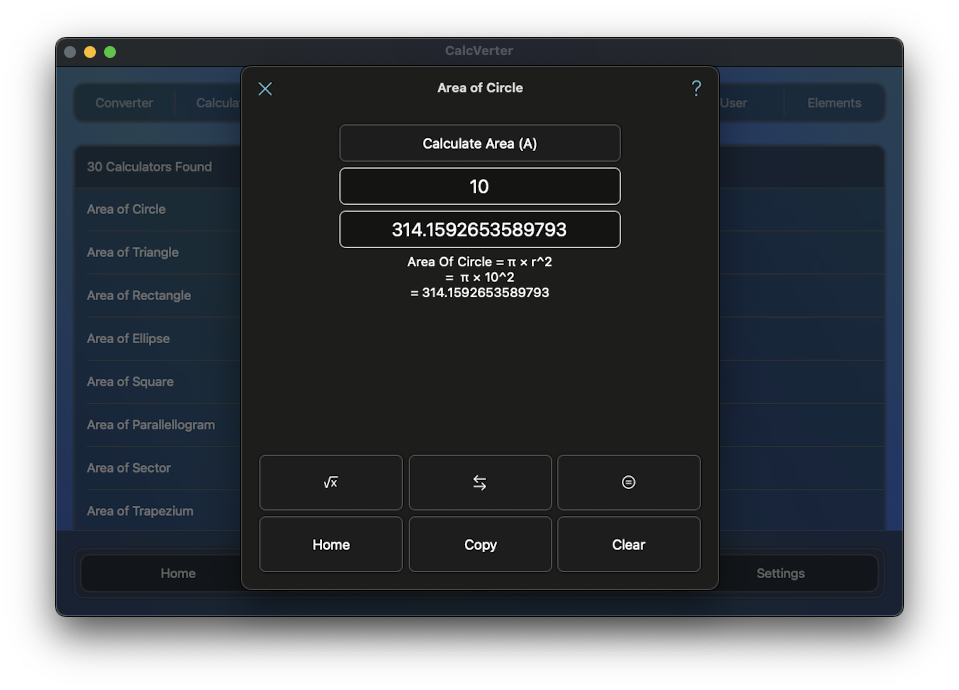 CalcVerter
Converter
Calcula
User
Elements
Area of Circle
?
30 Calculators Found
Area of Circle
Area of Triangle
Area of Rectangle
Area of Ellipse
Area of Square
Area of Parallellogram
Area of Sector
Area of Trapezium
Calculate Area (A)
10
314.1592653589793
Area Of Circle = π × r^2
= π × 10^2
= 314.1592653589793
√x
Home
Copy
Clear
Home
Settings